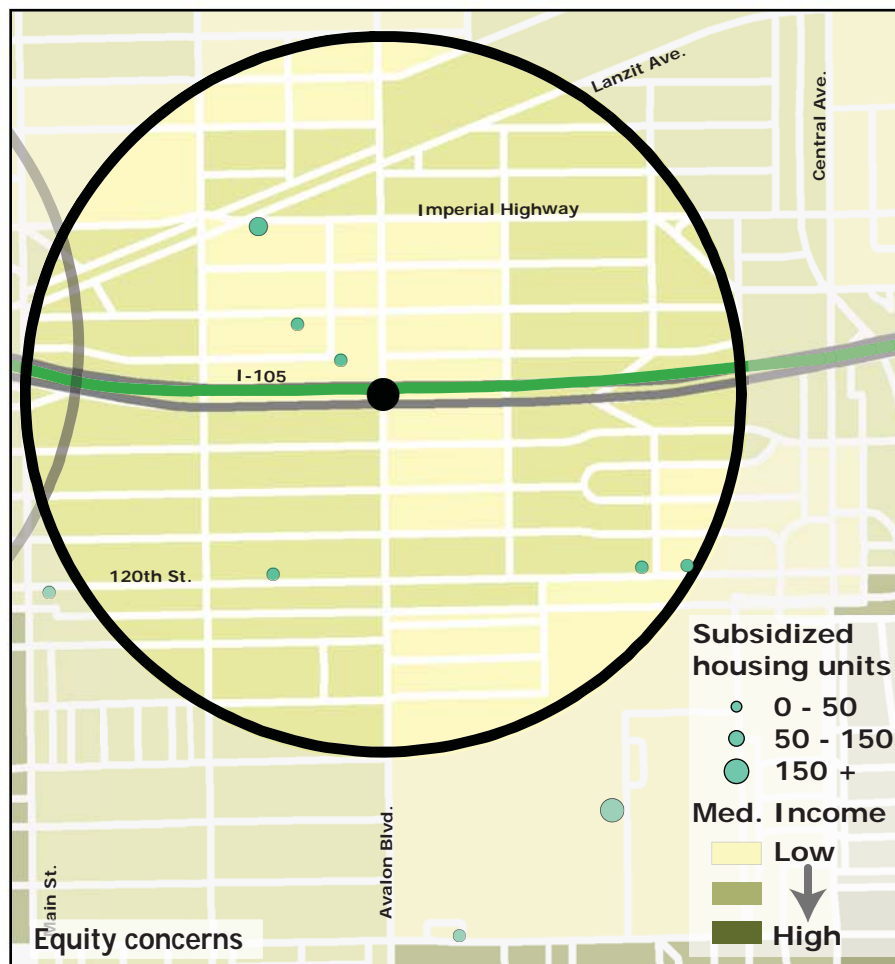 Lanzit Ave.
Central Ave.
Imperial Highway
I-105
120th St.
Subsidized
housing units
0 - 50
50 - 150
150 +
Med. Income
Low
High
Avalon Blvd.
Main St.
Equity concerns